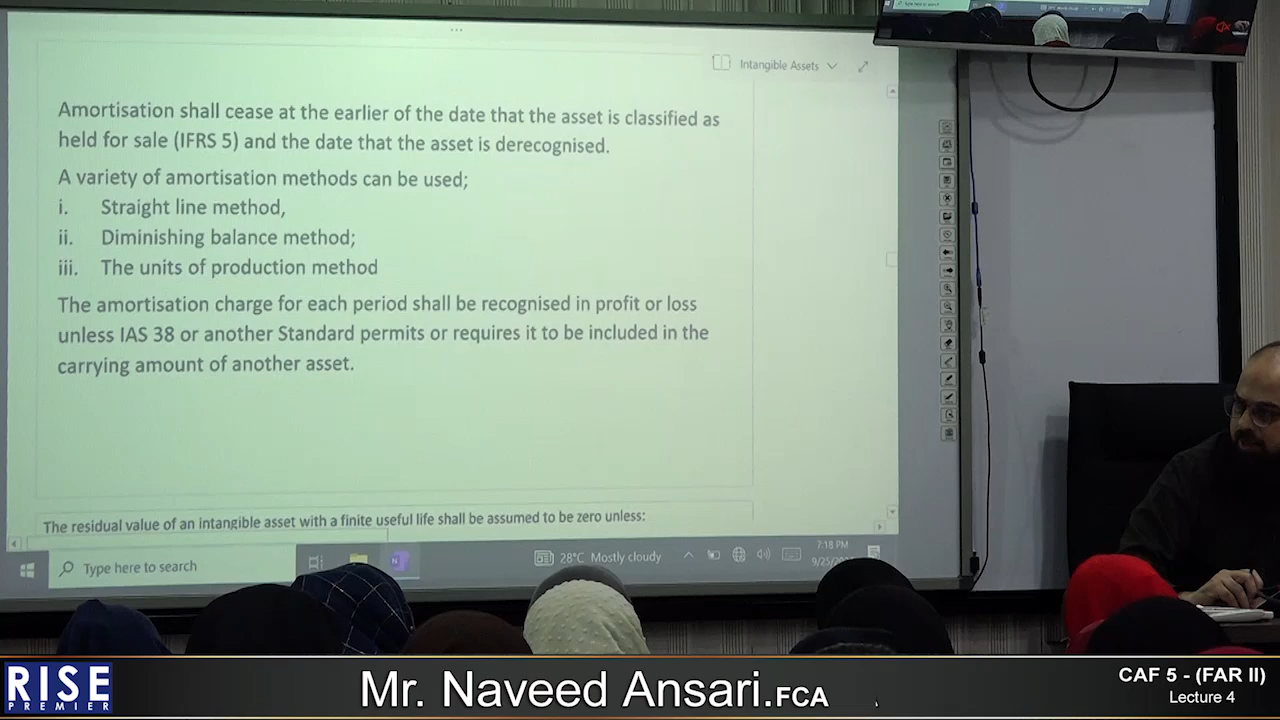 Intangible Assets
Amortisation shall cease at the earlier of the date that the asset is classified as
held for sale (IFRS 5) and the date that the asset is derecognised.
A variety of amortisation methods can be used;
i. Straight line method,
ii. Diminishing balance method;
iii. The units of production method
The amortisation charge for each period shall be recognised in profit or loss
unless IAS 38 or another Standard permits or requires it to be included in the
carrying amount of another asset.
The residual value of an intangible asset with a finite useful life shall be assumed to be zero unless:
Type here to search
28°C Mostly cloudy
7:18 PM
9/25/
RISE
PREMIER
Mr. Naveed Ansari.FCA
CAF 5 - (FAR II)
Lecture 4